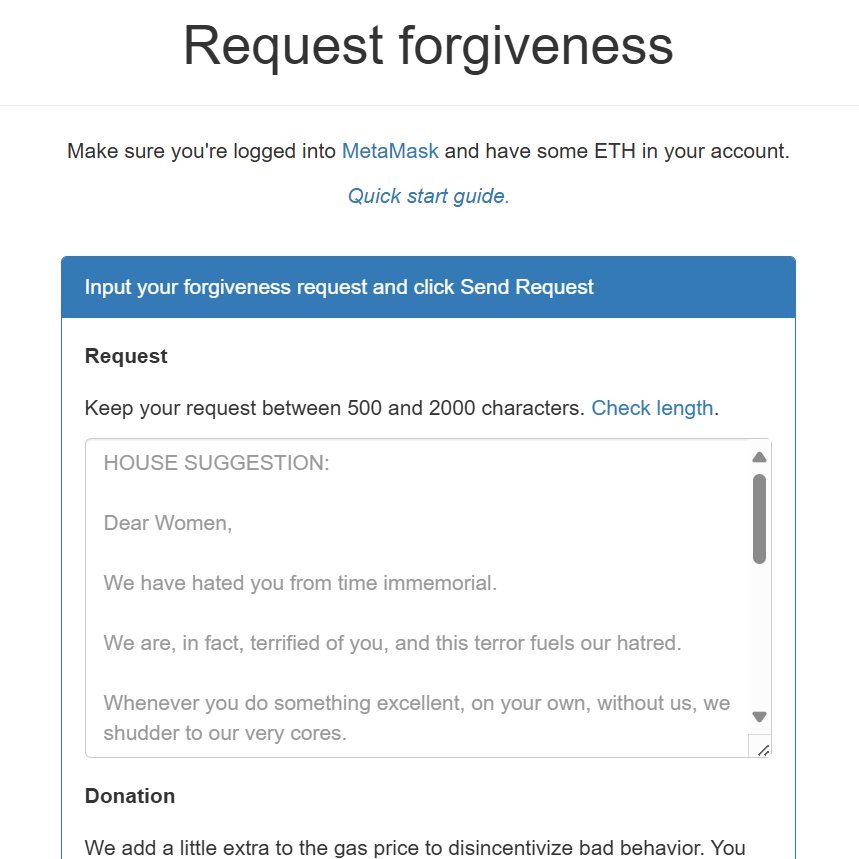 Request forgiveness
Make sure you're logged into MetaMask and have some ETH in your account.
Quick start guide.
Input your forgiveness request and click Send Request
Request
Keep your request between 500 and 2000 characters. Check length.
HOUSE SUGGESTION:
Dear Women,
We have hated you from time immemorial.
We are, in fact, terrified of you, and this terror fuels our hatred.
Whenever you do something excellent, on your own, without us, we
shudder to our very cores.
Donation
We add a little extra to the gas price to disincentivize bad behavior. You